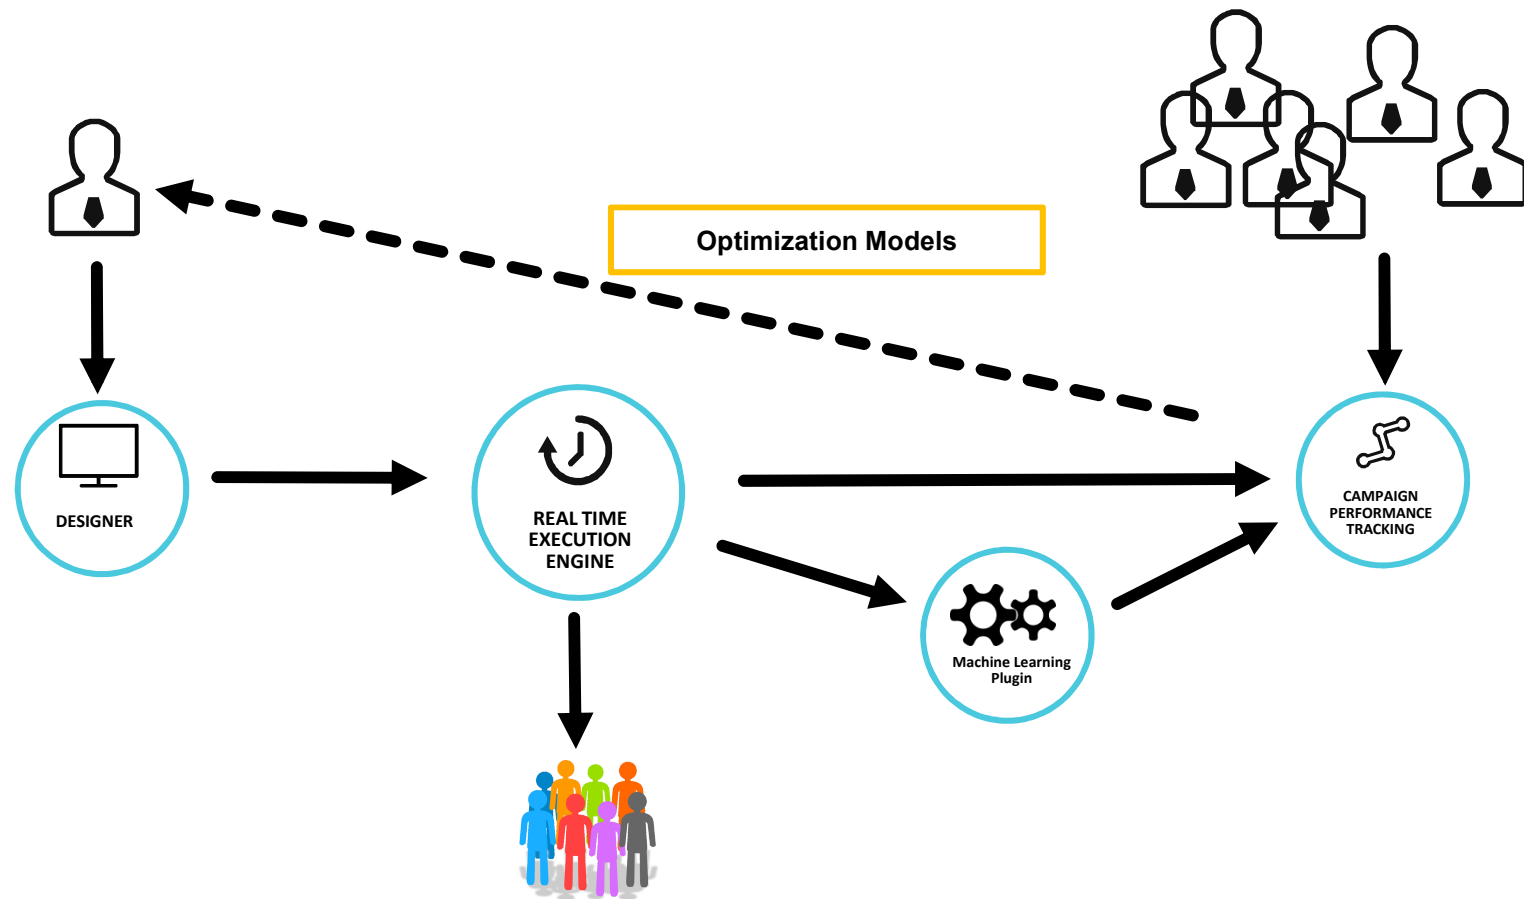 Optimization Models
DESIGNER
REAL TIME
EXECUTION
ENGINE
CAMPAIGN
PERFORMANCE
TRACKING
Machine Learning
Plugin